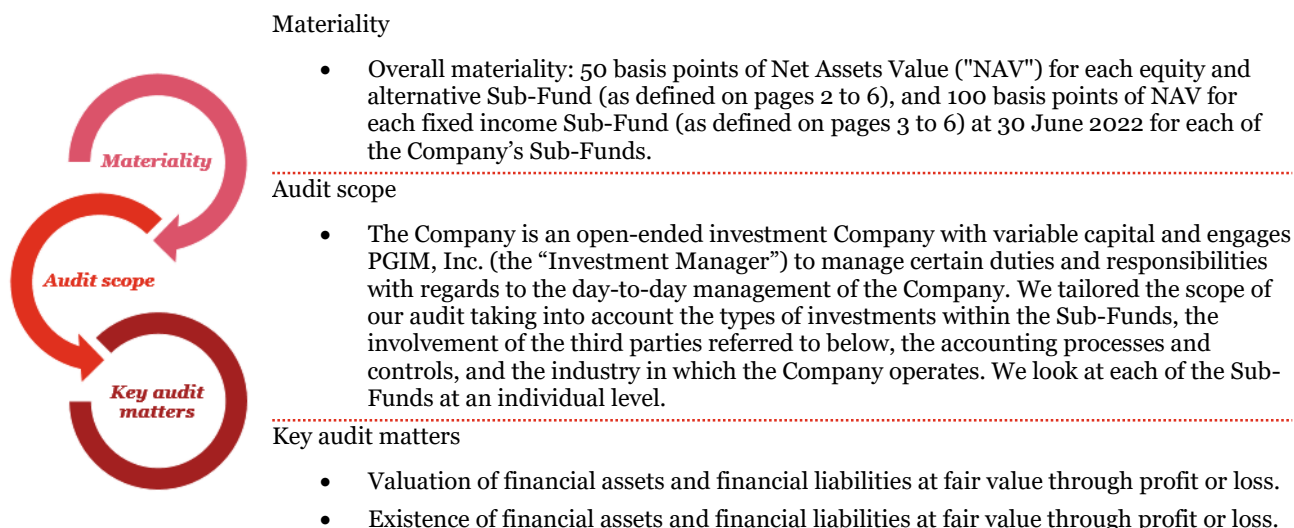 Materiality
• Overall materiality: 50 basis points of Net Assets Value ("NAV") for each equity and
alternative Sub-Fund (as defined on pages 2 to 6), and 100 basis points of NAV for
each fixed income Sub-Fund (as defined on pages 3 to 6) at 30 June 2022 for each of
the Company's Sub-Funds.
Materiality
Audit scope
• The Company is an open-ended investment Company with variable capital and engages
PGIM, Inc. (the “Investment Manager”) to manage certain duties and responsibilities
with regards to the day-to-day management of the Company. We tailored the scope of
our audit taking into account the types of investments within the Sub-Funds, the
involvement of the third parties referred to below, the accounting processes and
controls, and the industry in which the Company operates. We look at each of the Sub-
Funds at an individual level.
Audit scope
Key audit
matters
Key audit matters
• Valuation of financial assets and financial liabilities at fair value through profit or loss.
• Existence of financial assets and financial liabilities at fair value through profit or loss.